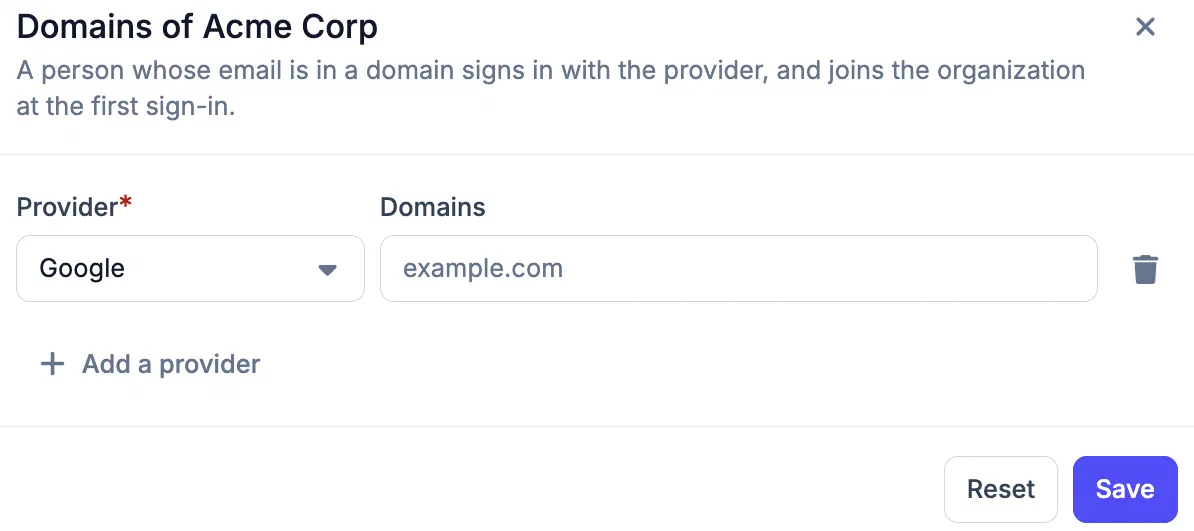 Domains of Acme Corp
A person whose email is in a domain signs in with the provider, and joins the organization
at the first sign-in.
Provider*
Domains
Google
example.com
Add a provider
Reset
Save